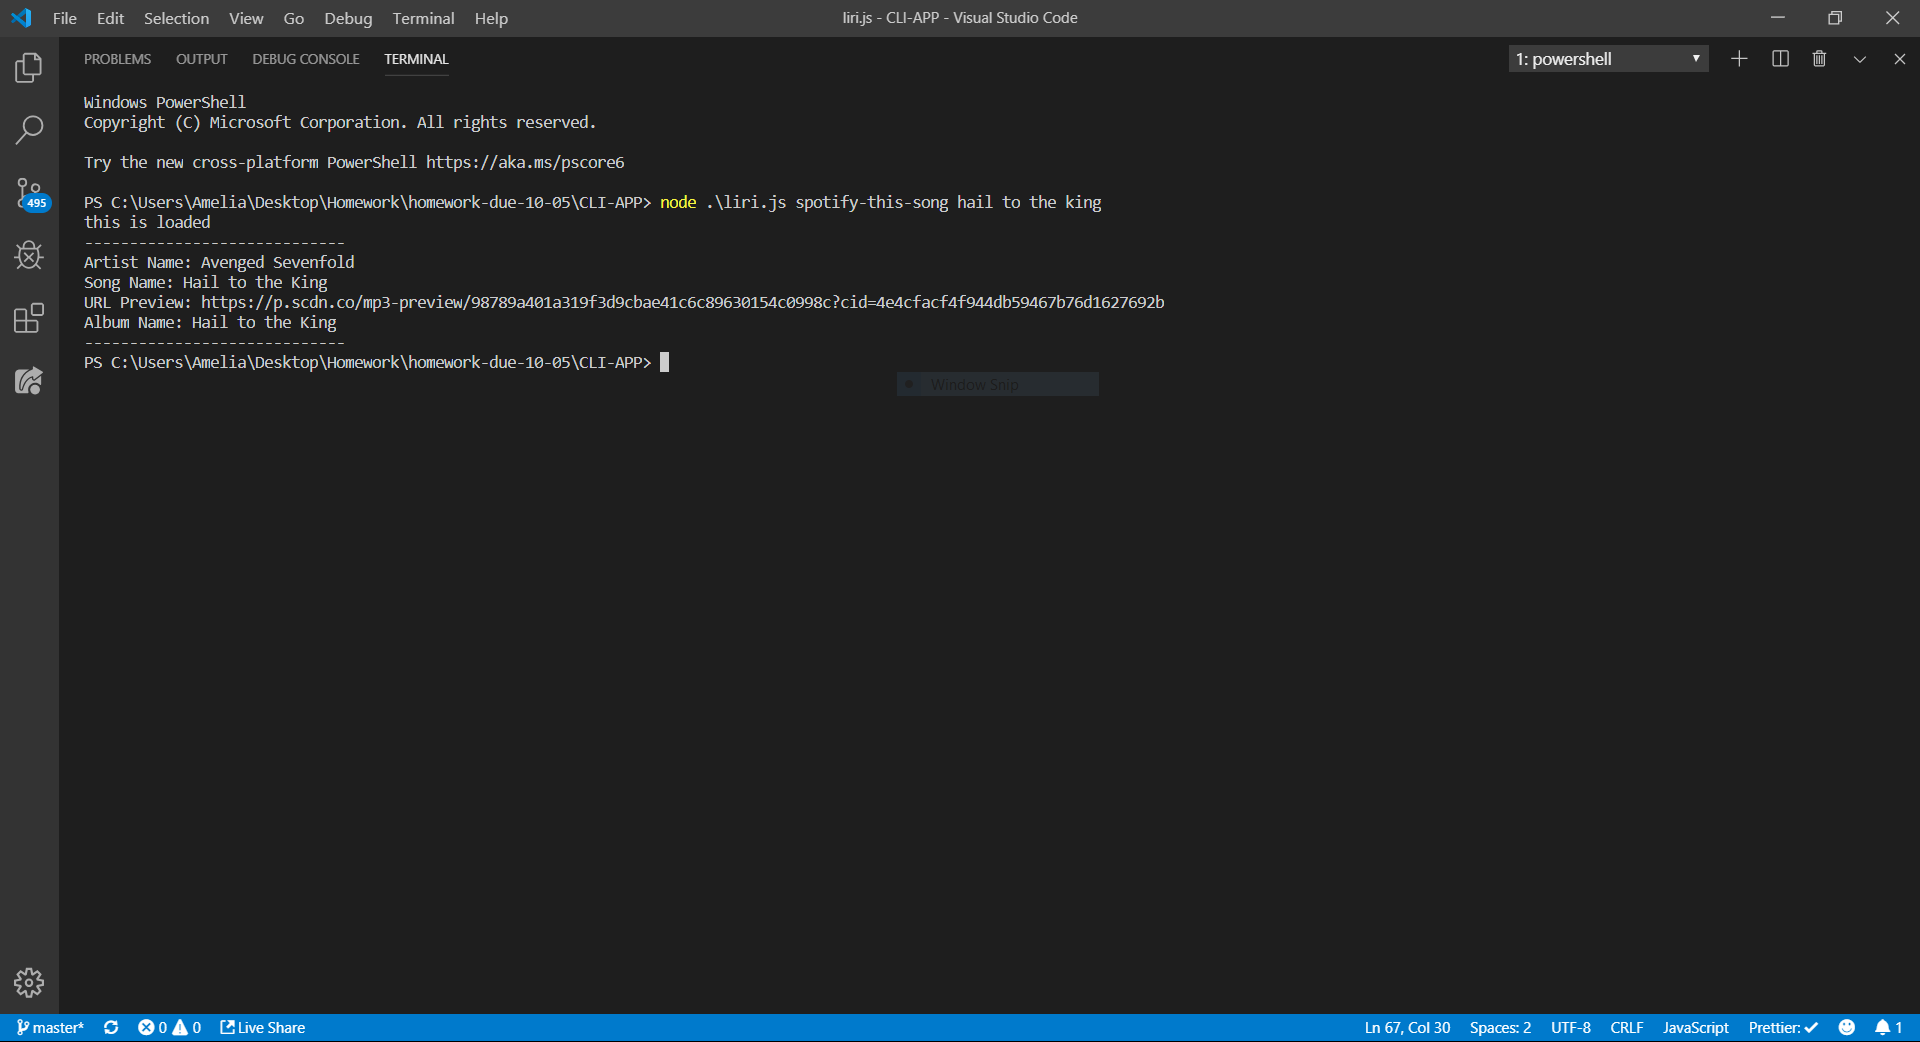 File Edit Selection View Go Debug Terminal Help
liri.js - CLI-APP - Visual Studio Code
PROBLEMS OUTPUT DEBUG CONSOLE TERMINAL
1: powershell
Windows PowerShell
Copyright (C) Microsoft Corporation. All rights reserved.
Try the new cross-platform PowerShell https://aka.ms/pscore6
PS C:\Users\Amelia\Desktop\Homework\homework-due-10-05\CLI-APP> node .\liri.js spotify-this-song hail to the king
this is loaded
-----------------------------
Artist Name: Avenged Sevenfold
Song Name: Hail to the King
URL Preview: https://p.scdn.co/mp3-preview/98789a401a319f3d9cbae41c6c89630154c0998c?cid=4e4cfacf4f944db59467b76d1627692b
Album Name: Hail to the King
-----------------------------
PS C:\Users\Amelia\Desktop\Homework\homework-due-10-05\CLI-APP>
Window Snip
495
master* 0 0 Live Share
Ln 67, Col 30 Spaces: 2 UTF-8 CRLF JavaScript Prettier: 1